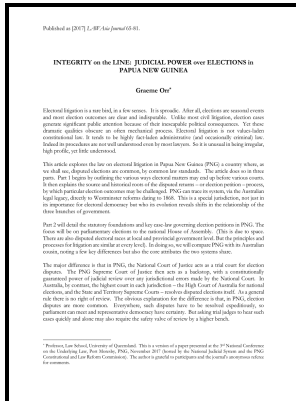 Published as [2017] LAWASIA Journal 65-81.
INTEGRITY on the LINE: JUDICIAL POWER over ELECTIONS in
PAPUA NEW GUINEA
Graeme Orr*
Electoral litigation is a rare bird, in a few senses. It is sporadic. After all, elections are seasonal events
and most election outcomes are clear and indisputable. Unlike most civil litigation, election cases
generate significant public attention because of their inescapable political consequences. Yet these
dramatic qualities obscure an often mechanical process. Electoral litigation is not values-laden
constitutional law. It tends to be highly fact-laden administrative (and occasionally criminal) law.
Indeed its procedures are not well understood even by most lawyers. So it is unusual in being irregular,
high profile, yet little understood.
This article explores the law on electoral litigation in Papua New Guinea (PNG) a country where, as
we shall see, disputed elections are common, by common law standards. The article does so in three
parts. Part 1 begins by outlining the various ways electoral matters may end up before various courts.
It then explains the source and historical roots of the disputed returns – or election petition – process,
by which particular election outcomes may be challenged. PNG can trace its system, via the Australian
legal legacy, directly to Westminster reforms dating to 1868. This is a special jurisdiction, not just in
its importance for electoral democracy but who its evolution reveals shifts in the relationship of the
three branches of government.
Part 2 will detail the statutory foundations and key case-law governing election petitions in PNG. The
focus will be on parliamentary elections to the national House of Assembly. (This is due to space.
There are also disputed electoral seats at local and provincial government level. But the principles and
processes for litigation are similar at every level). In doing so, we will compare PNG with its Australian
cousin, noting a few key differences but also the core attributes the two systems share.
The major difference is that in PNG, the National Court of Justice acts as a trial court for election
disputes. The PNG Supreme Court of Justice then acts as a backstop, with a constitutionally
guaranteed power of judicial review over any jurisdictional errors made by the National Court. In
Australia, by contrast, the highest court in each jurisdiction – the High Court of Australia for national
elections, and the State and Territory Supreme Courts – resolves disputed elections itself. As a general
rule there is no right of review. The obvious explanation for the difference is that, in PNG, election
disputes are more common. Everywhere, such disputes have to be resolved expeditiously, so
parliament can meet and representative democracy have certainty. But asking trial judges to hear such
cases quickly and alone may also require the safety valve of review by a higher bench.
* Professor, Law School, University of Queensland. This is a version of a paper presented at the 3rd National Conference
on the Underlying Law, Port Moresby, PNG, November 2017 (hosted by the National Judicial System and the PNG
Constitutional and Law Reform Commission). The author is grateful to participants and the journal's anonymous referee
for comments.